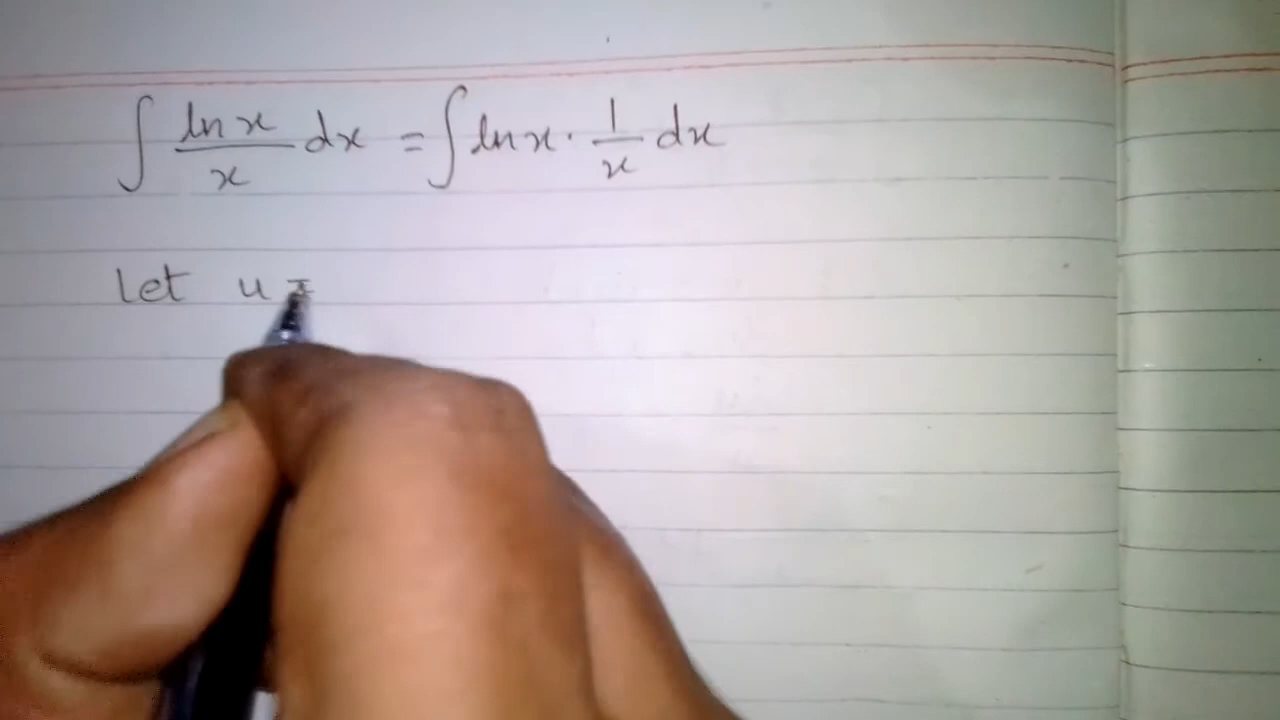 ∫ ln x / x dx = ∫ ln x · 1/x dx
Let u =